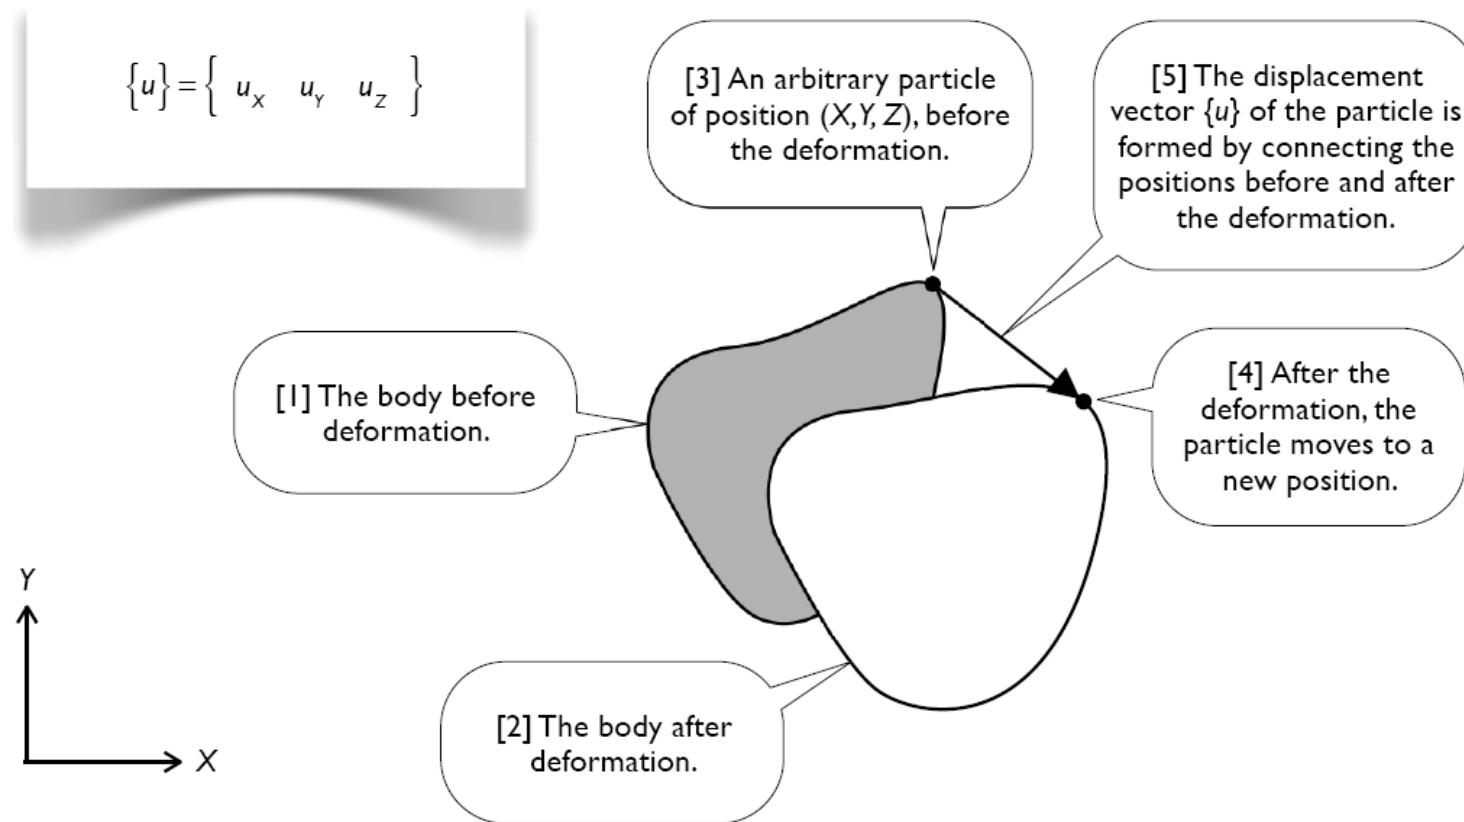 {u} = { u_X u_Y u_Z }
[3] An arbitrary particle
of position (X, Y, Z), before
the deformation.
[5] The displacement
vector {u} of the particle is
formed by connecting the
positions before and after
the deformation.
[1] The body before
deformation.
[4] After the
deformation, the
particle moves to a
new position.
[2] The body after
deformation.
Y
X